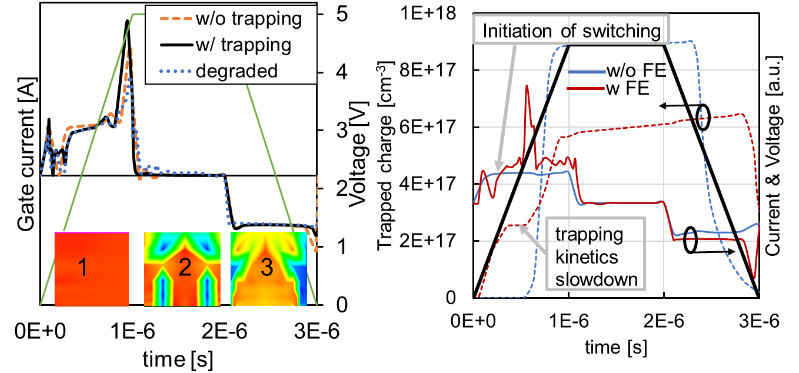 w/o trapping
w/ trapping
degraded
Gate current [A]
5
4
3
2
1
0
Voltage [V]
1
2
3
0E+0
1E-6
2E-6
3E-6
time [s]
Trapped charge [cm-3]
1E+18
8E+17
6E+17
4E+17
2E+17
0
Initiation of switching
w/o FE
w FE
trapping
kinetics
slowdown
Current & Voltage [a.u.]
0E+0
1E-6
2E-6
3E-6
time [s]